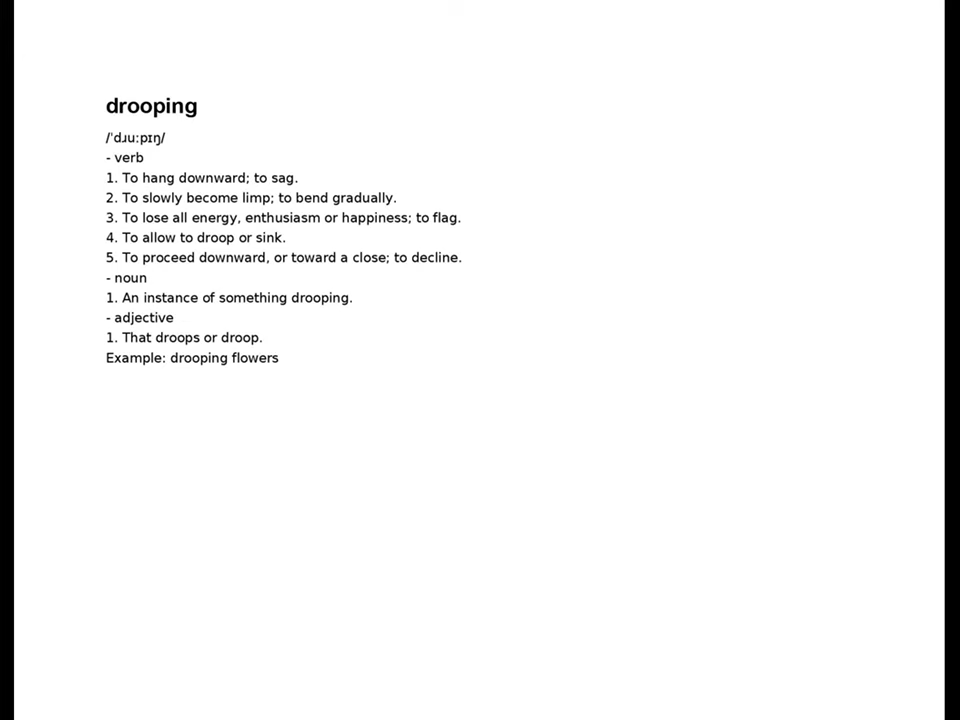 drooping
/ˈdɹuːpɪŋ/
- verb
1. To hang downward; to sag.
2. To slowly become limp; to bend gradually.
3. To lose all energy, enthusiasm or happiness; to flag.
4. To allow to droop or sink.
5. To proceed downward, or toward a close; to decline.
- noun
1. An instance of something drooping.
- adjective
1. That droops or droop.
Example: drooping flowers